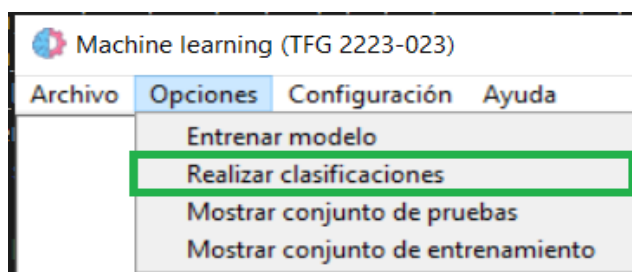 Machine learning (TFG 2223-023)
Archivo Opciones Configuración Ayuda
Entrenar modelo
Realizar clasificaciones
Mostrar conjunto de pruebas
Mostrar conjunto de entrenamiento